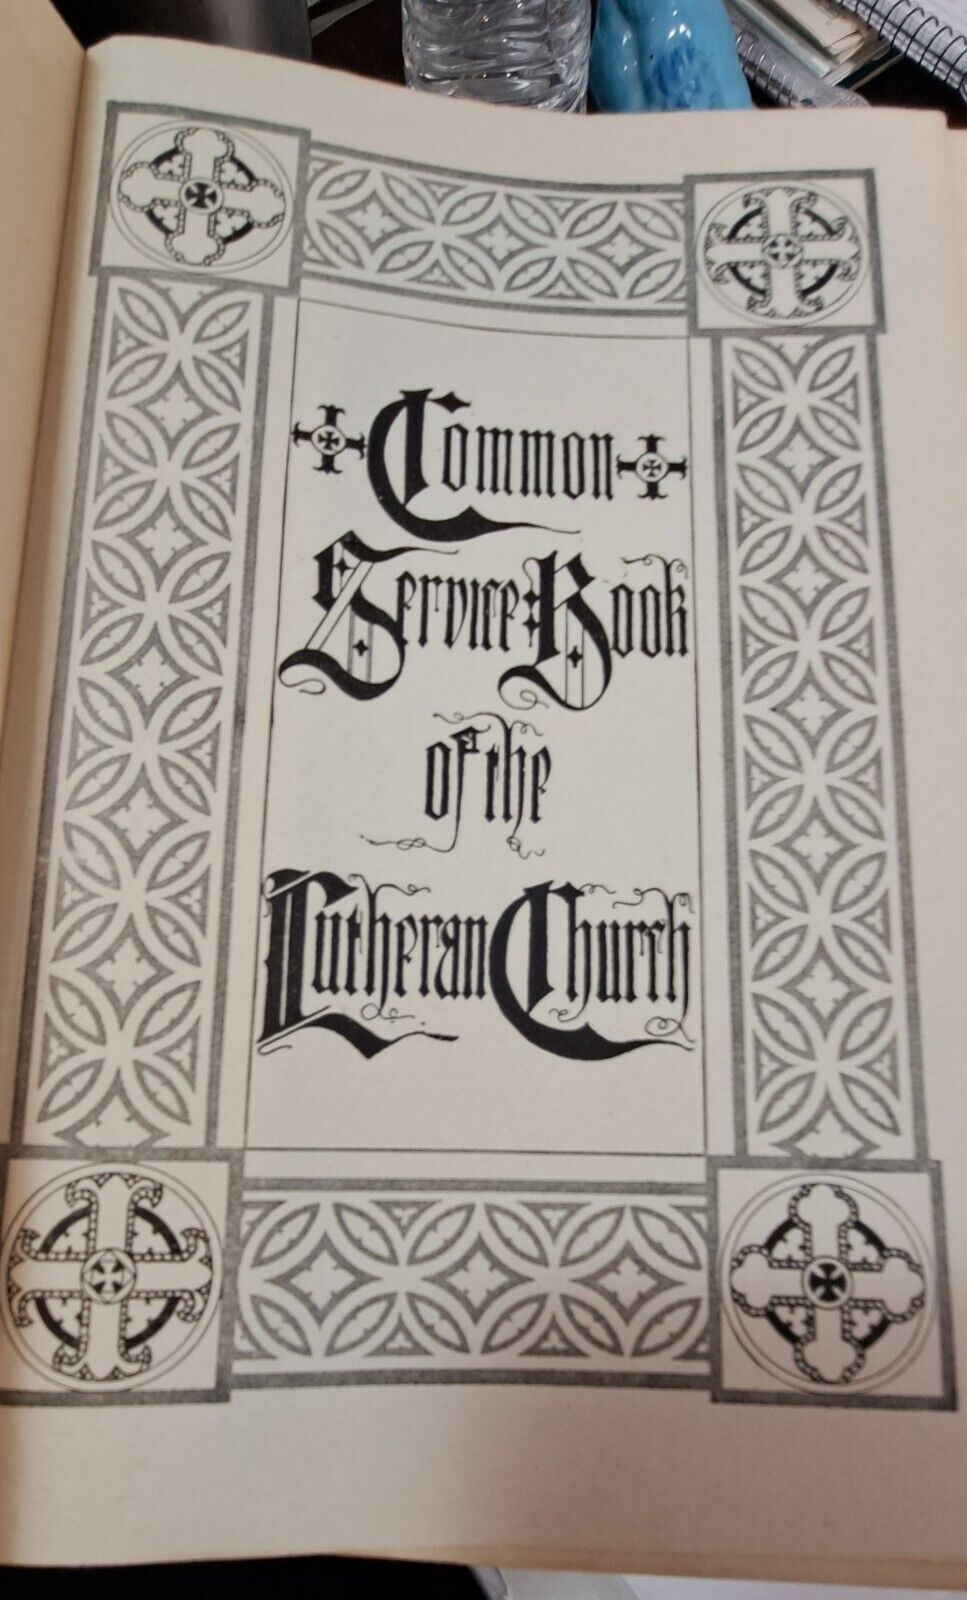 Common
Service Book
of the
Lutheran Church